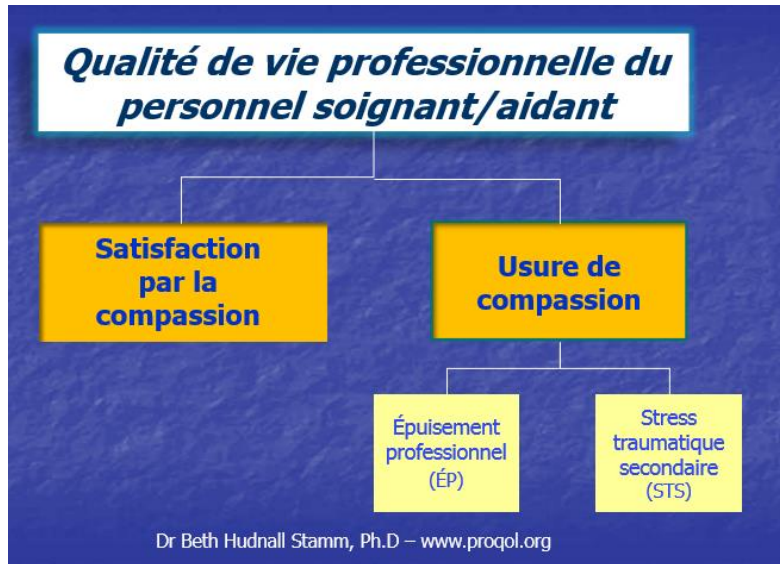 Qualité de vie professionnelle du
personnel soignant/aidant
Satisfaction
par la
compassion
Usure de
compassion
Épuisement
professionnel
(ÉP)
Stress
traumatique
secondaire
(STS)
Dr Beth Hudnall Stamm, Ph.D – www.proqol.org